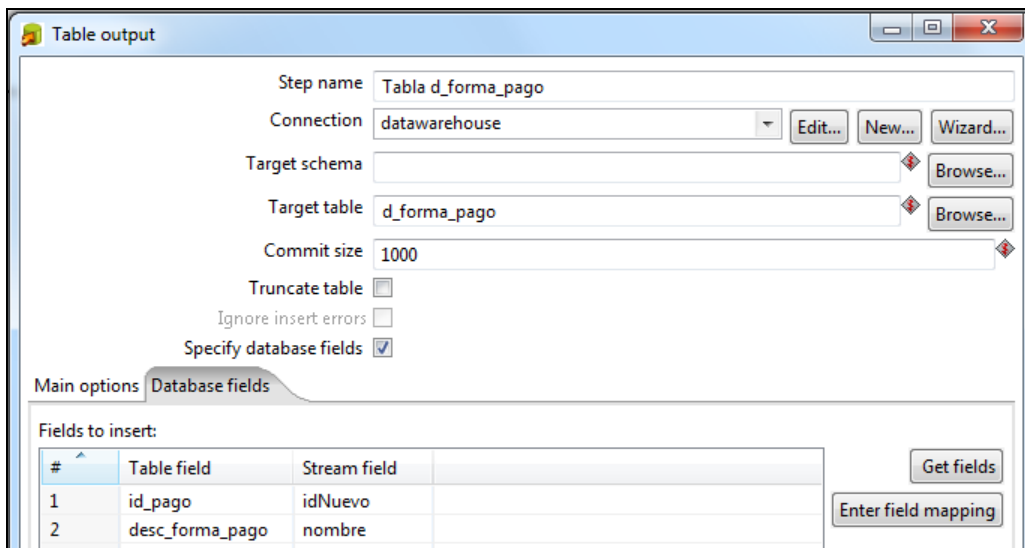 Table output
Step name Tabla d_forma_pago
Connection datawarehouse Edit... New... Wizard...
Target schema Browse...
Target table d_forma_pago Browse...
Commit size 1000
Truncate table
Ignore insert errors
Specify database fields
Main options Database fields
Fields to insert:
# Table field Stream field Get fields
1 id_pago idNuevo Enter field mapping
2 desc_forma_pago nombre